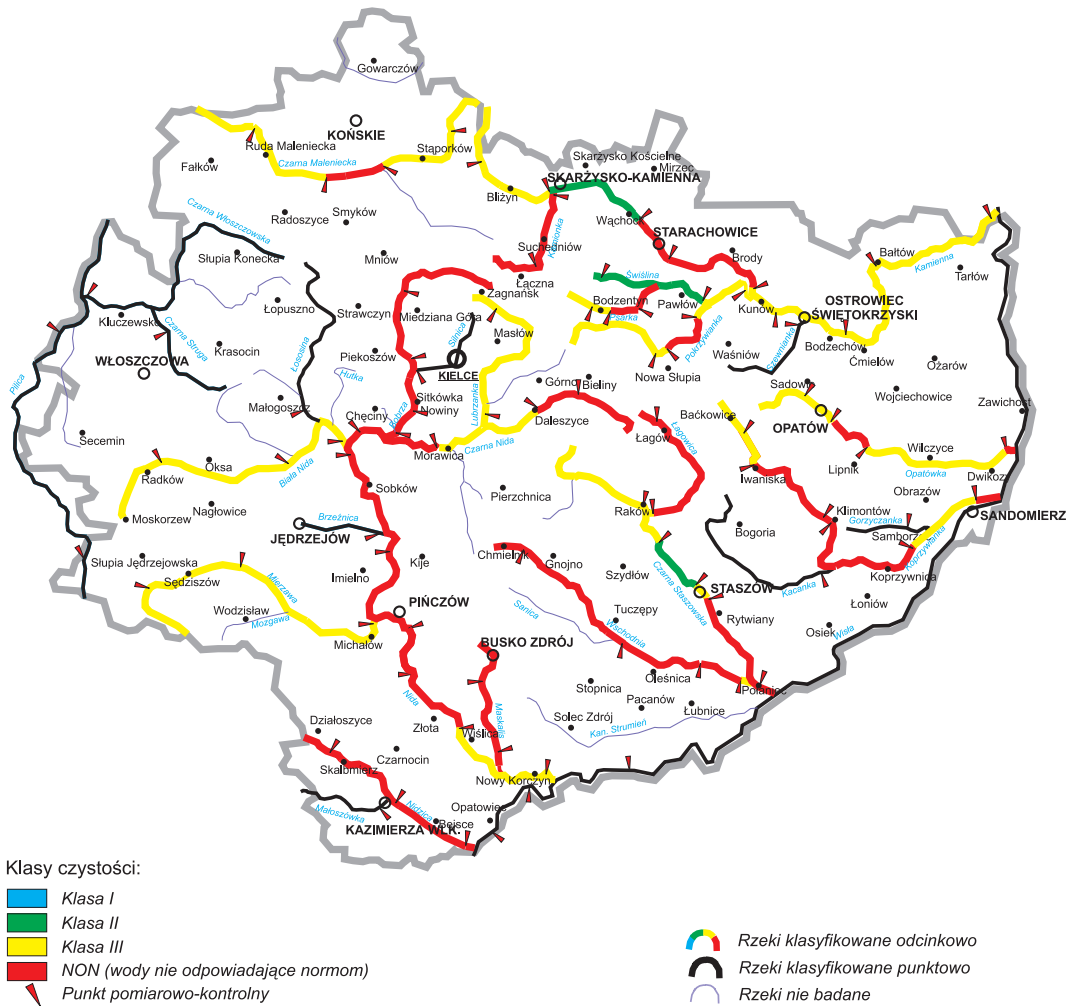 Gowarczów
KOŃSKIE
Ruda Maleniecka
Stąporków
Skarżysko Kościelne
Mirzec
Fałków
Czarna Maleniecka
SKARŻYSKO-KAMIENNA
Bliżyn
Radoszyce
Smyków
Wąchock
STARACHOWICE
Czarna Włoszczowska
Suchedniów
Kamionka
Brody
Bałtów
Kamienna
Tarłów
Słupia Konecka
Mniów
Łączna
Świślina
Zagnańsk
Bodzentyn
Pawłów
Kluczewsko
Łopuszno
Strawczyn
Miedziana Góra
Silnica
Masłów
Psarka
Kunów
OSTROWIEC
ŚWIĘTOKRZYSKI
Czarna Struga
Krasocin
Piekoszów
Pokrzywianka
Waśniów
Szewnianka
Bodzechów
Ćmielów
Ożarów
WŁOSZCZOWA
Łososina
Hutka
KIELCE
Nowa Słupia
Pilica
Małogoszcz
Sitkówka
Nowiny
Górno
Bieliny
Sadowi
Wojciechowice
Zawichost
Chęciny
Bobrza
Lubrzanka
Daleszyce
Baćkowice
OPATÓW
Secemin
Morawica
Czarna Nida
Łagów
Łagowica
Wilczyce
Oksa
Biała Nida
Radków
Sobków
Pierzchnica
Iwaniska
Lipnik
Opatówka
Dwikozy
Nagłowice
Raków
Obrazów
Moskorzew
Brzeźnica
Klimontów
Gorzyczanka
SANDOMIERZ
JĘDRZEJÓW
Bogoria
Samborzec
Koprzywianka
Słupia Jędrzejowska
Kije
Chmielnik
Gnojno
Czarna Staszowska
Koprzywnica
Sędziszów
Mierzawa
Imielno
Szydłów
STASZÓW
Kacanka
Łoniów
Wodzisław
Mozgawa
PIŃCZÓW
Sanica
Tuczępy
Rytwiany
Osiek
Wisła
Michałów
BUSKO ZDRÓJ
Wschodnia
Oleśnica
Połaniec
Nida
Maskalis
Stopnica
Pacanów
Łubnice
Działoszyce
Złota
Wiślica
Solec Zdrój
Kan. Strumień
Skalbmierz
Czarnocin
Nowy Korczyn
Małoszówka
Nidzica
Opatowiec
Bejsce
KAZIMIERZA WLK.
Klasy czystości:
Klasa I
Klasa II
Klasa III
NON (wody nie odpowiadające normom)
Punkt pomiarowo-kontrolny
Rzeki klasyfikowane odcinkowo
Rzeki klasyfikowane punktowo
Rzeki nie badane